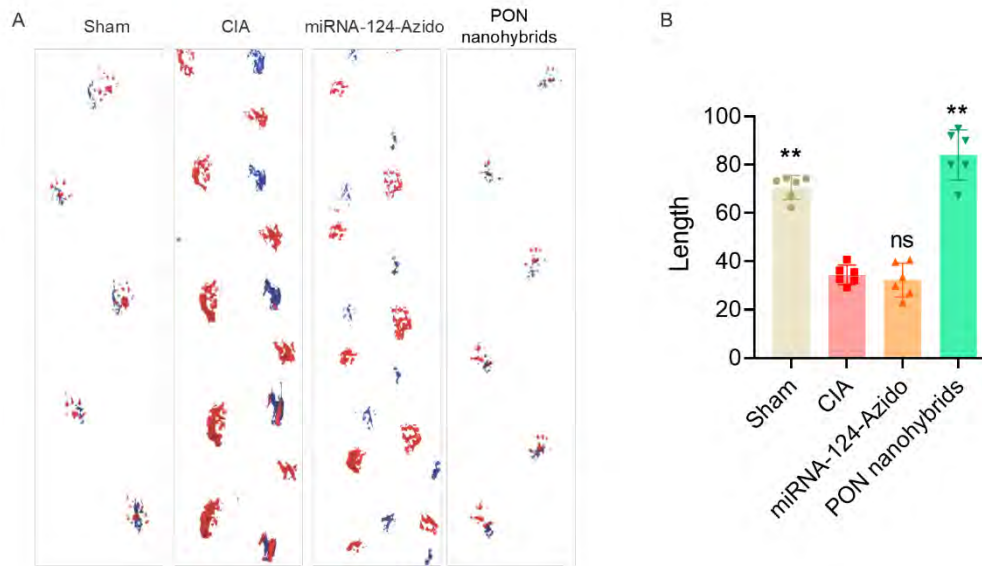 A
Sham
CIA
miRNA-124-Azido
PON
nanohybrids
B
Length
100
80
60
40
20
0
**
ns
**
Sham
CIA
miRNA-124-Azido
PON nanohybrids